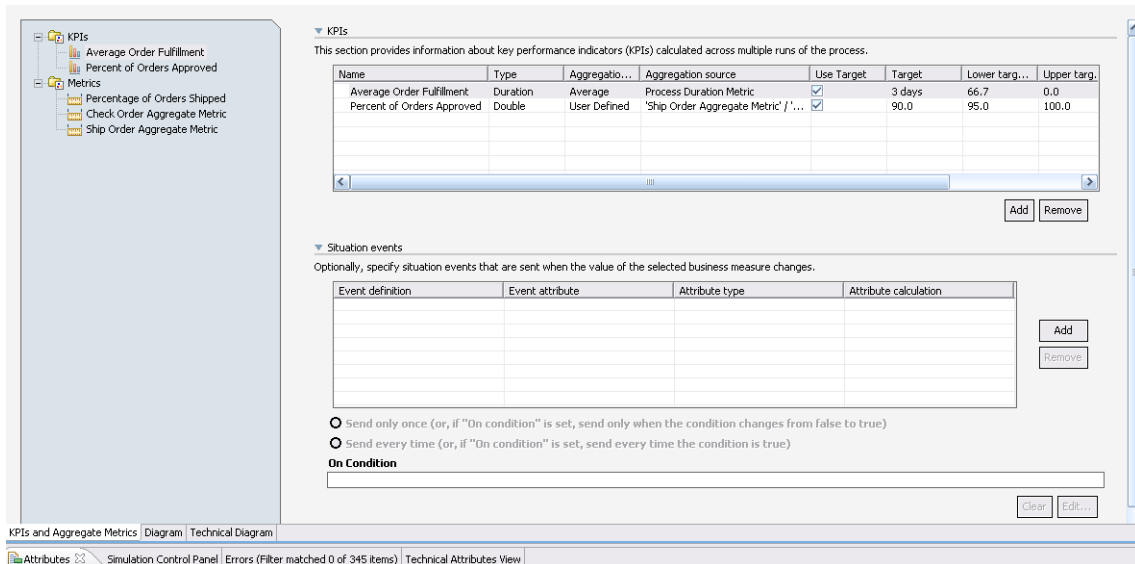 KPIs
Average Order Fulfillment
Percent of Orders Approved
Metrics
Percentage of Orders Shipped
Check Order Aggregate Metric
Ship Order Aggregate Metric
KPIs
This section provides information about key performance indicators (KPIs) calculated across multiple runs of the process.
Name Type Aggregatio... Aggregation source Use Target Target Lower targ... Upper targ.
Average Order Fulfillment Duration Average Process Duration Metric 3 days 66.7 0.0
Percent of Orders Approved Double User Defined 'Ship Order Aggregate Metric' / '... 90.0 95.0 100.0
Add Remove
Situation events
Optionally, specify situation events that are sent when the value of the selected business measure changes.
Event definition Event attribute Attribute type Attribute calculation
Add
Remove
Send only once (or, if "On condition" is set, send only when the condition changes from false to true)
Send every time (or, if "On condition" is set, send every time the condition is true)
On Condition
Clear Edit...
KPIs and Aggregate Metrics Diagram Technical Diagram
Attributes Simulation Control Panel Errors (Filter matched 0 of 345 items) Technical Attributes View